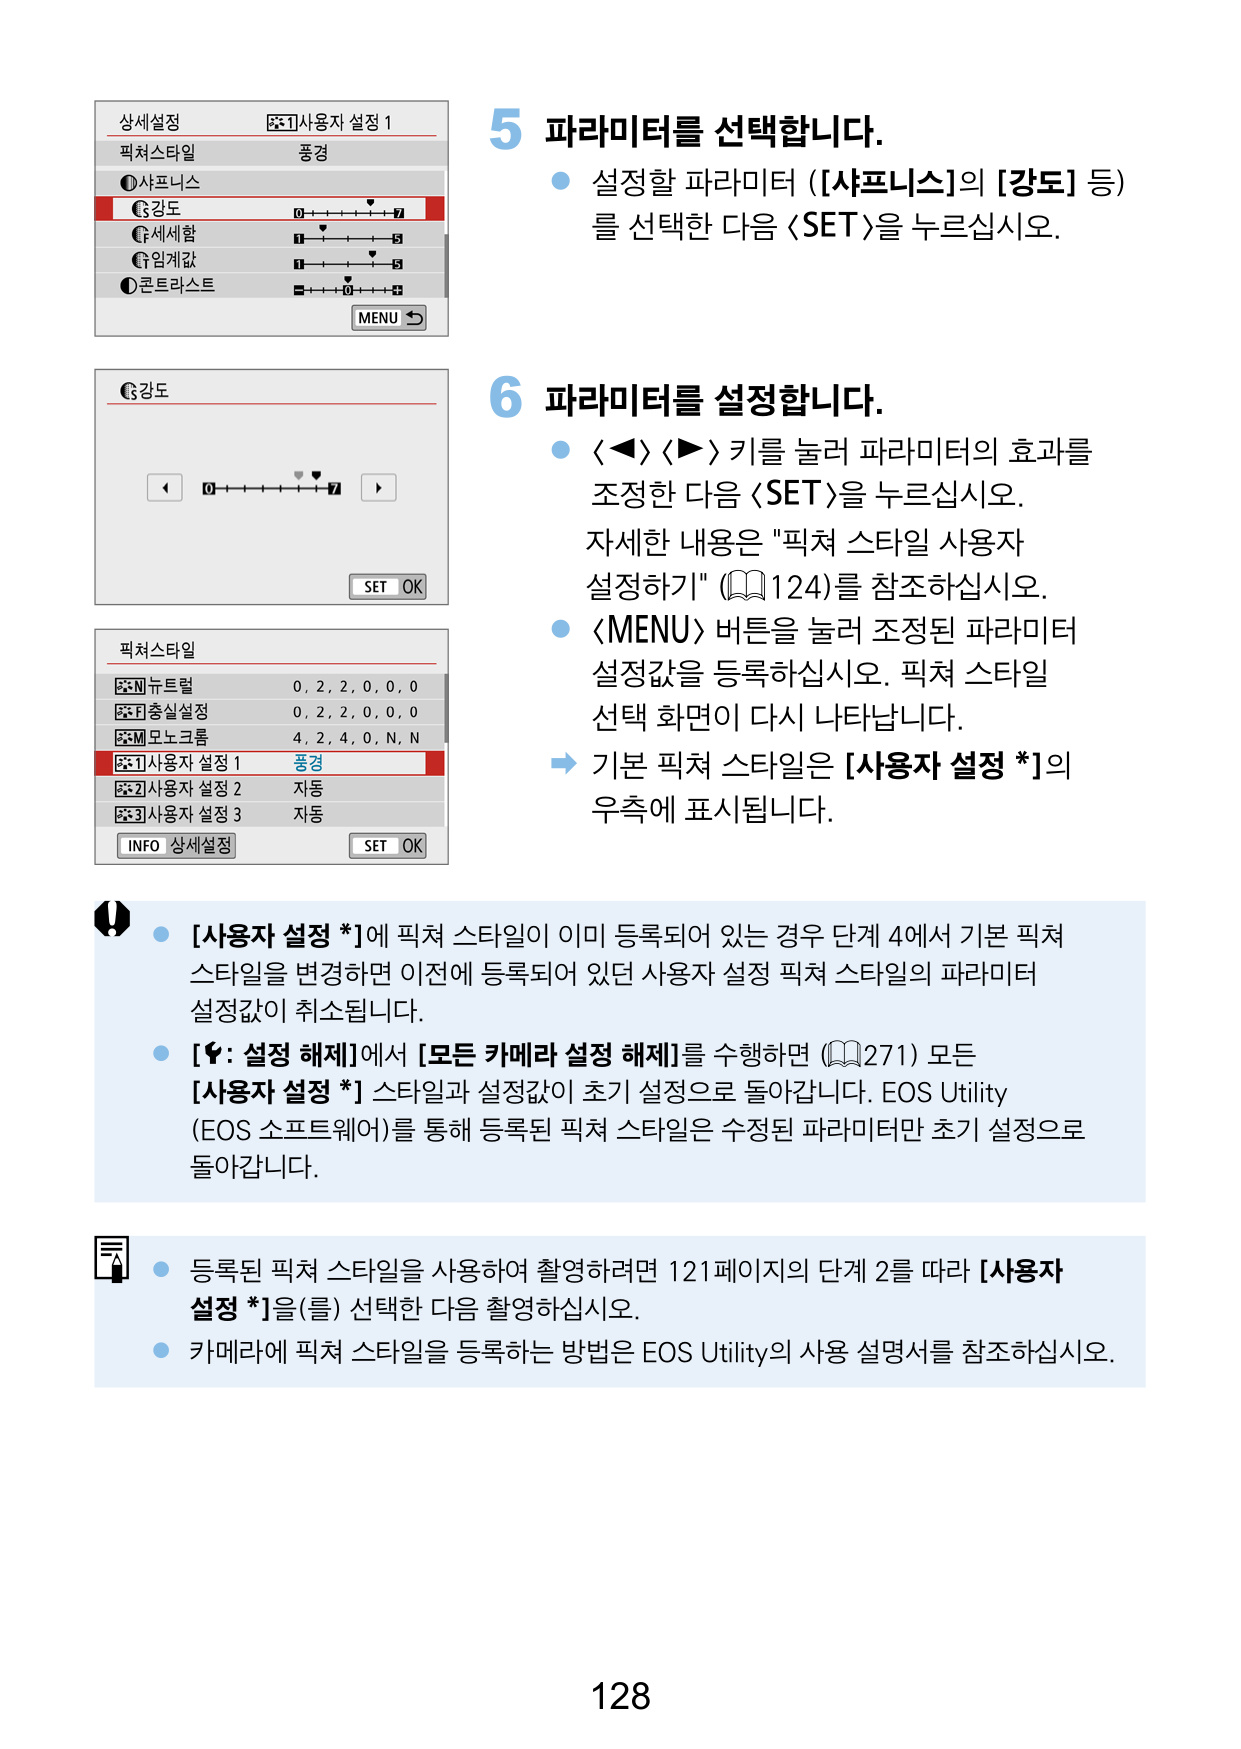 상세설정 사용자 설정 1
픽쳐스타일 풍경
샤프니스
S강도 0 7
F세세함 1 5
T임계값 1 5
콘트라스트 0
MENU
5 파라미터를 선택합니다.
● 설정할 파라미터 ([샤프니스]의 [강도] 등)
를 선택한 다음 <SET>을 누르십시오.
S강도
0 7
SET OK
6 파라미터를 설정합니다.
● <◀><▶> 키를 눌러 파라미터의 효과를
조정한 다음 <SET>을 누르십시오.
자세한 내용은 "픽쳐 스타일 사용자
설정하기" (124)를 참조하십시오.
● <MENU> 버튼을 눌러 조정된 파라미터
설정값을 등록하십시오. 픽쳐 스타일
선택 화면이 다시 나타납니다.
➡ 기본 픽쳐 스타일은 [사용자 설정 *]의
우측에 표시됩니다.
픽쳐스타일
N뉴트럴 0, 2, 2, 0, 0, 0
F충실설정 0, 2, 2, 0, 0, 0
M모노크롬 4, 2, 4, 0, N, N
1사용자 설정 1 풍경
2사용자 설정 2 자동
3사용자 설정 3 자동
INFO 상세설정 SET OK
● [사용자 설정 *]에 픽쳐 스타일이 이미 등록되어 있는 경우 단계 4에서 기본 픽쳐
스타일을 변경하면 이전에 등록되어 있던 사용자 설정 픽쳐 스타일의 파라미터
설정값이 취소됩니다.
● [: 설정 해제]에서 [모든 카메라 설정 해제]를 수행하면 (271) 모든
[사용자 설정 *] 스타일과 설정값이 초기 설정으로 돌아갑니다. EOS Utility
(EOS 소프트웨어)를 통해 등록된 픽쳐 스타일은 수정된 파라미터만 초기 설정으로
돌아갑니다.
● 등록된 픽쳐 스타일을 사용하여 촬영하려면 121페이지의 단계 2를 따라 [사용자
설정 *]을(를) 선택한 다음 촬영하십시오.
● 카메라에 픽쳐 스타일을 등록하는 방법은 EOS Utility의 사용 설명서를 참조하십시오.
128